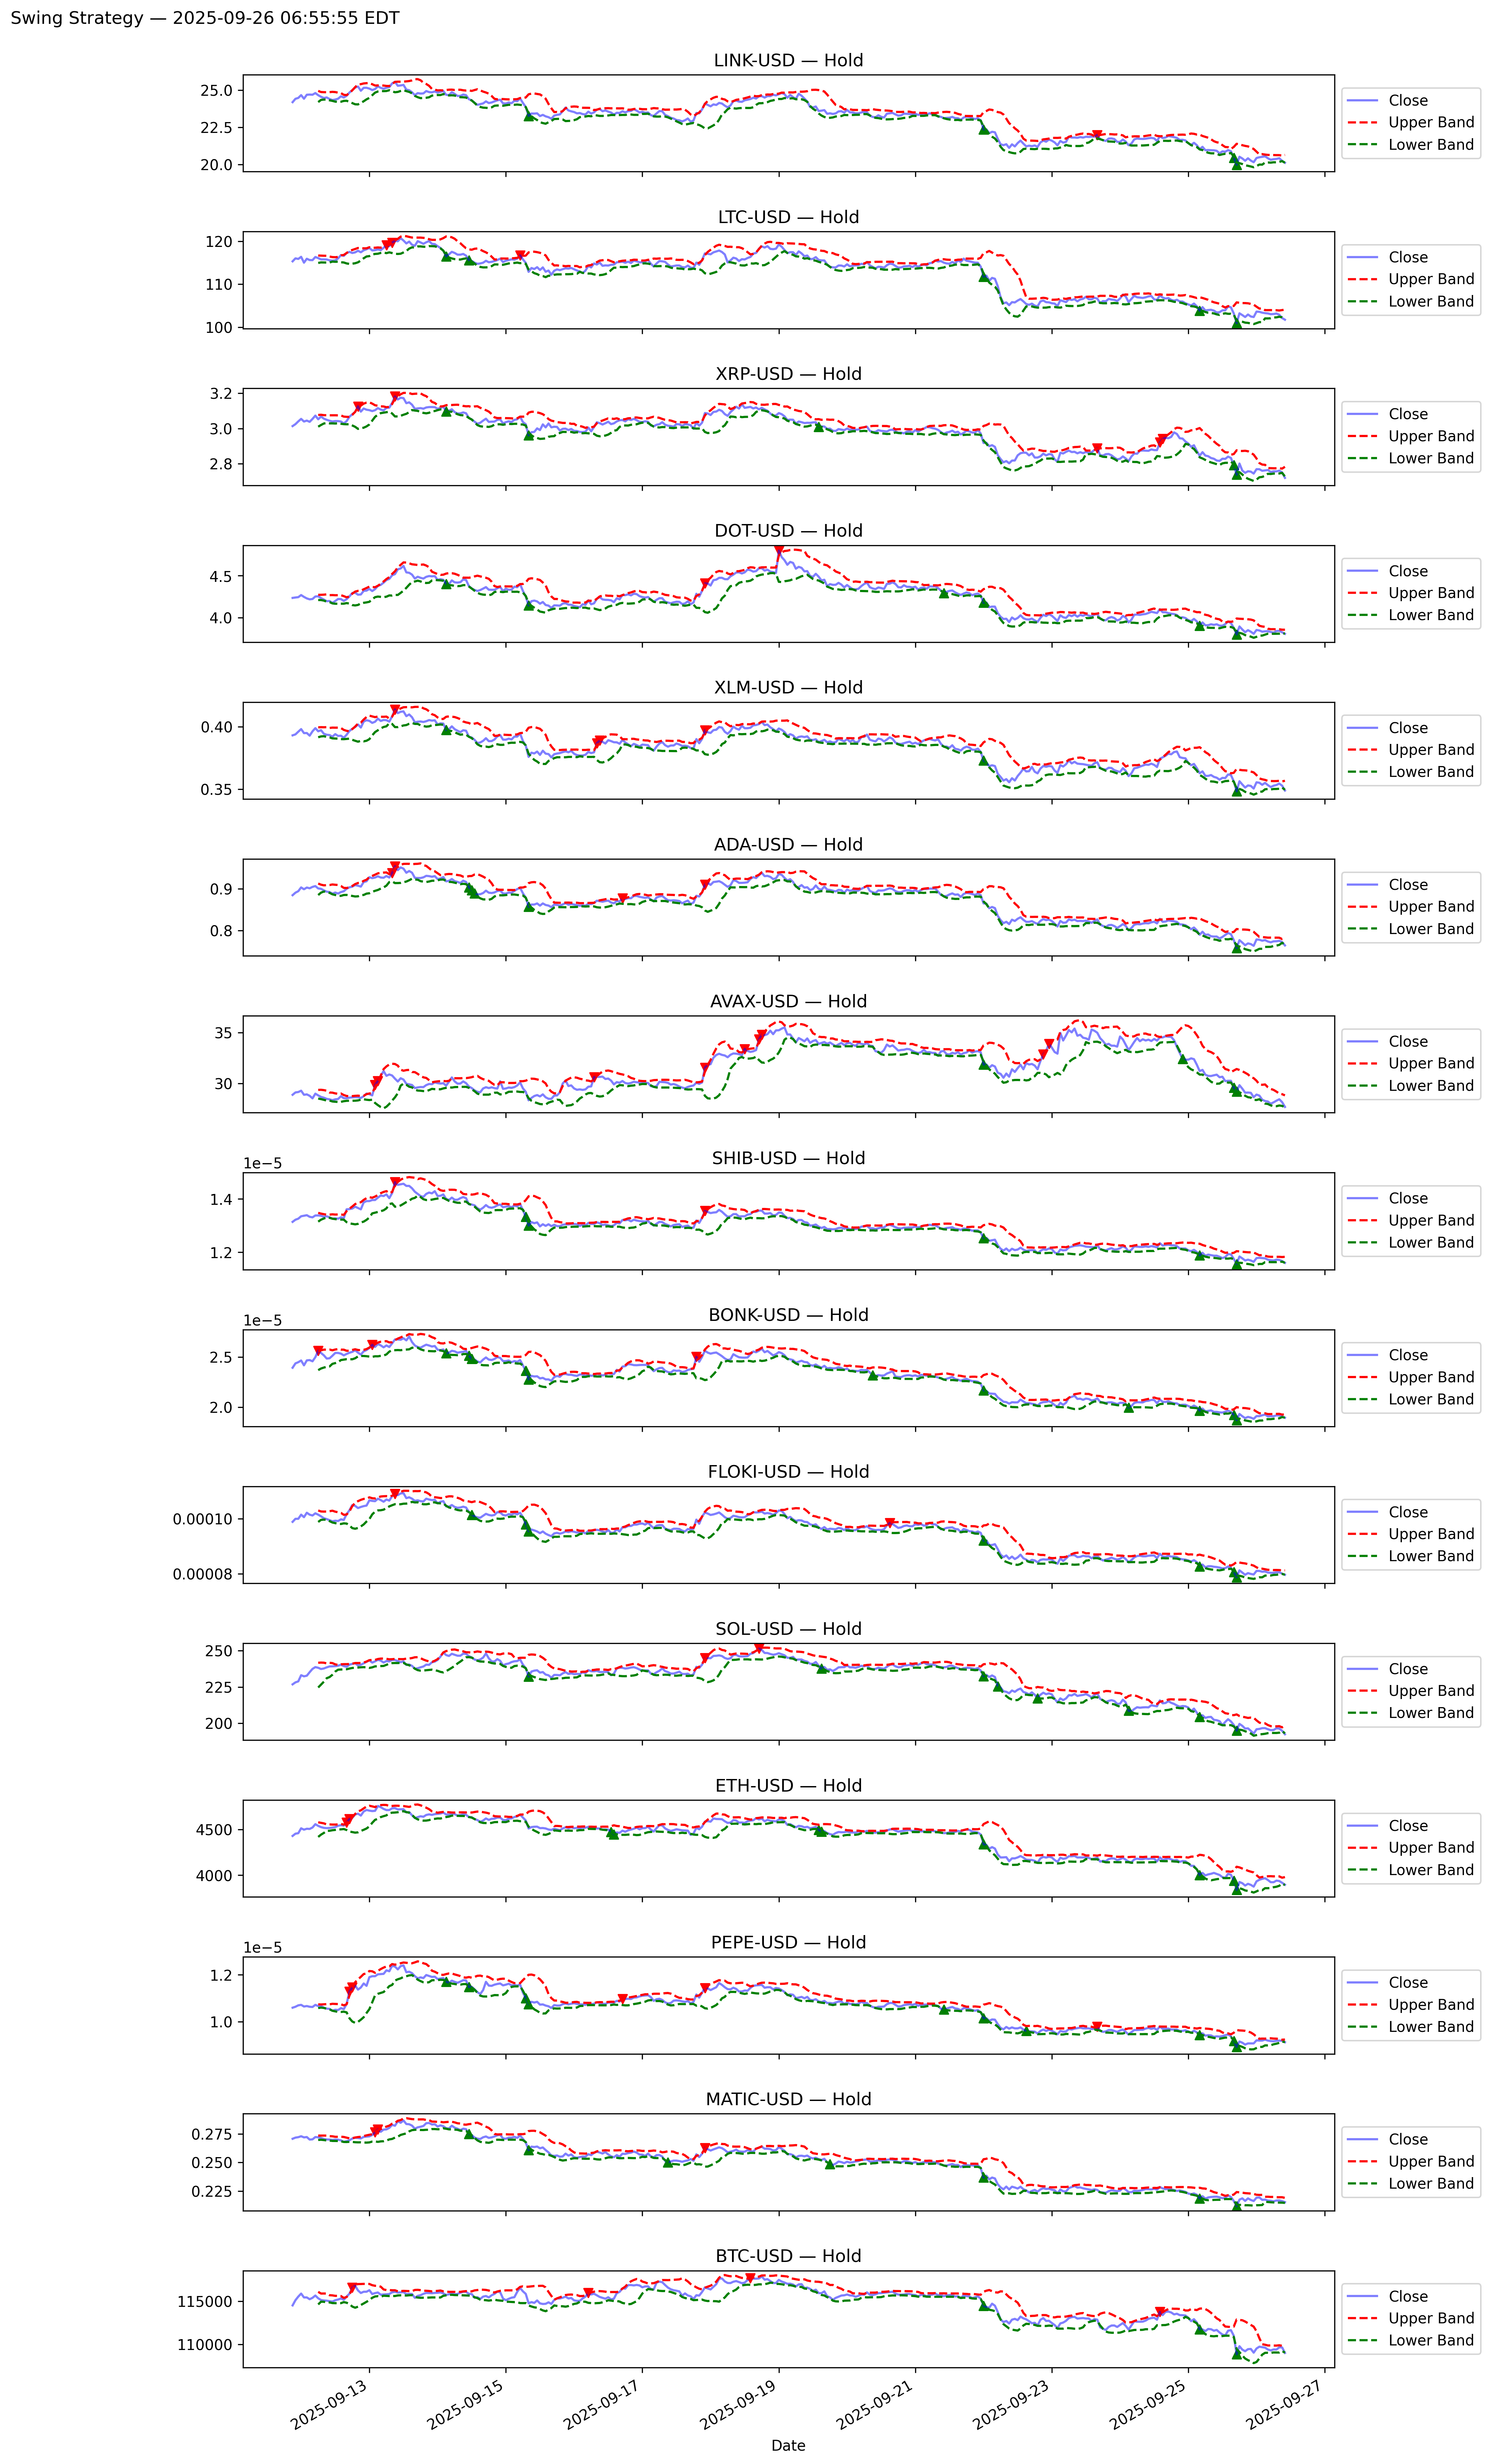 Swing Strategy — 2025-09-26 06:55:55 EDT
LINK-USD — Hold
25.0
22.5
20.0
Close
Upper Band
Lower Band
LTC-USD — Hold
120
110
100
Close
Upper Band
Lower Band
XRP-USD — Hold
3.2
3.0
2.8
Close
Upper Band
Lower Band
DOT-USD — Hold
4.5
4.0
Close
Upper Band
Lower Band
XLM-USD — Hold
0.40
0.35
Close
Upper Band
Lower Band
ADA-USD — Hold
0.9
0.8
Close
Upper Band
Lower Band
AVAX-USD — Hold
35
30
Close
Upper Band
Lower Band
SHIB-USD — Hold
1e−5
1.4
1.2
Close
Upper Band
Lower Band
BONK-USD — Hold
1e−5
2.5
2.0
Close
Upper Band
Lower Band
FLOKI-USD — Hold
0.00010
0.00008
Close
Upper Band
Lower Band
SOL-USD — Hold
250
225
200
Close
Upper Band
Lower Band
ETH-USD — Hold
4500
4000
Close
Upper Band
Lower Band
PEPE-USD — Hold
1e−5
1.2
1.0
Close
Upper Band
Lower Band
MATIC-USD — Hold
0.275
0.250
0.225
Close
Upper Band
Lower Band
BTC-USD — Hold
115000
110000
Close
Upper Band
Lower Band
2025-09-13
2025-09-15
2025-09-17
2025-09-19
2025-09-21
2025-09-23
2025-09-25
2025-09-27
Date